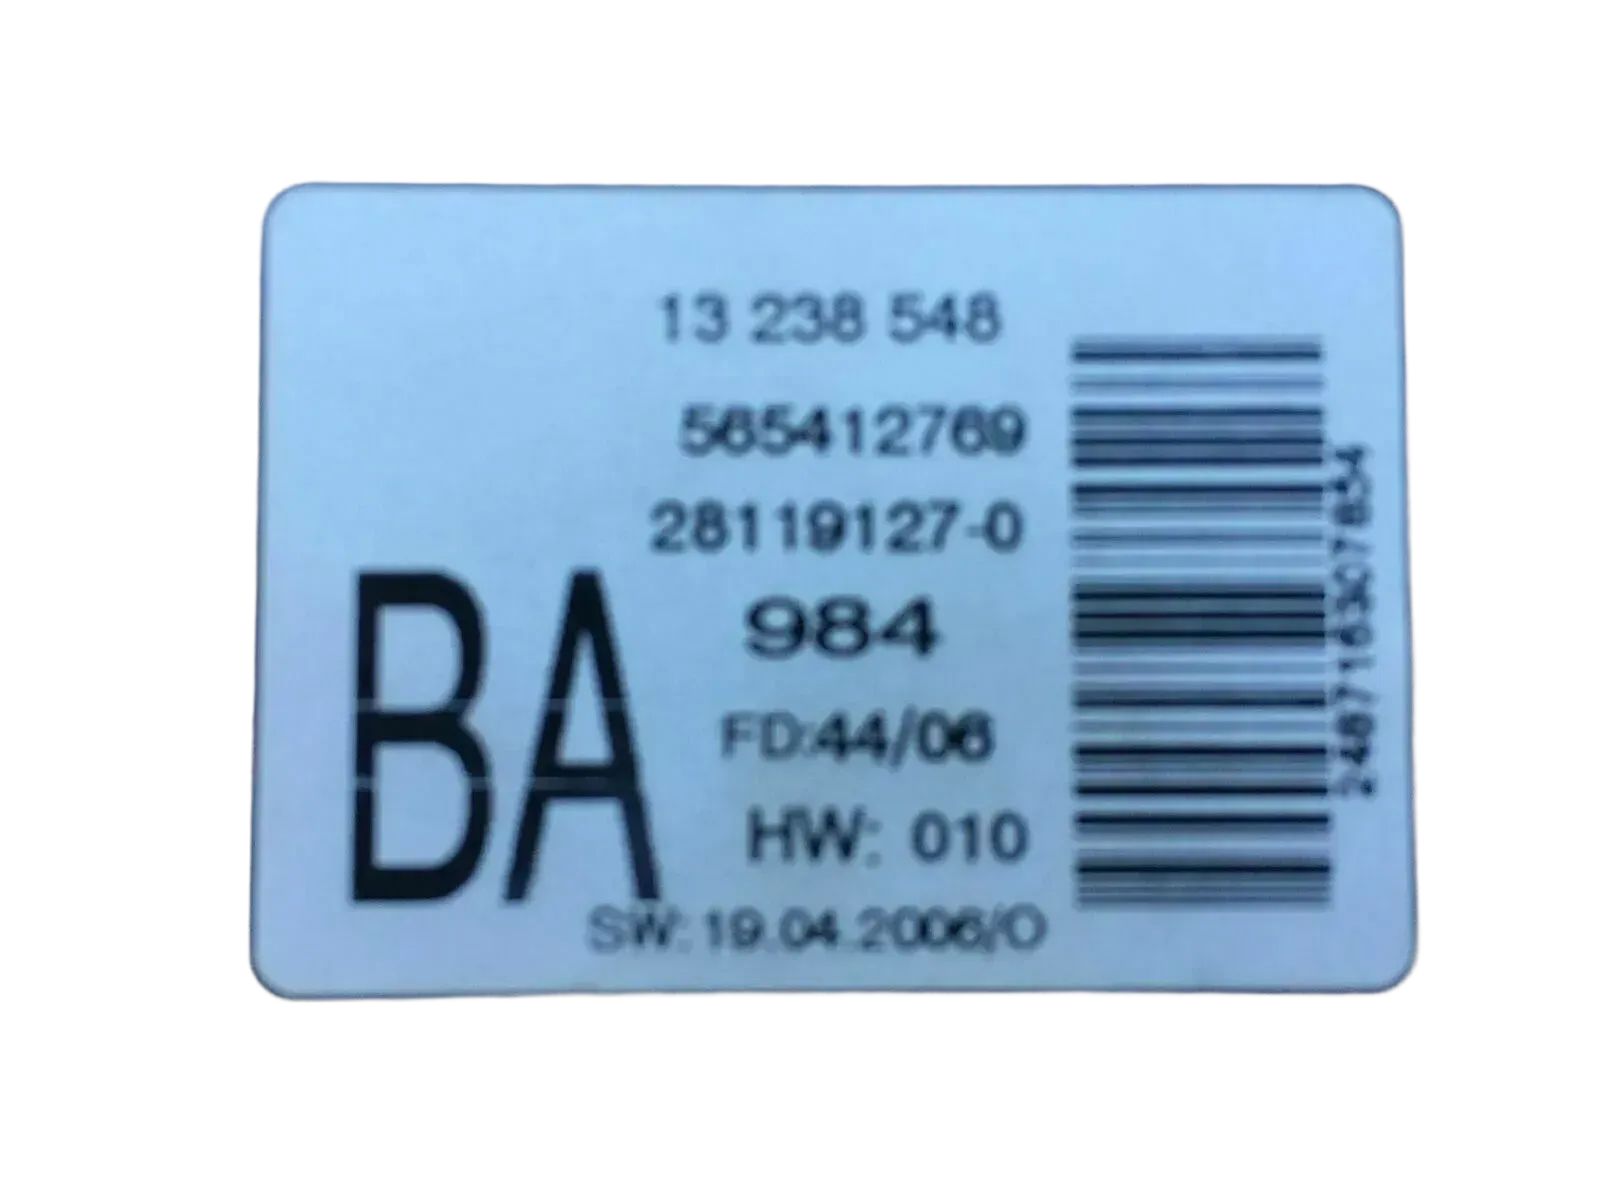 13 238 548
565412769
28119127-0
984
BA
FD:44/06
HW: 010
SW: 19.04.2006/O